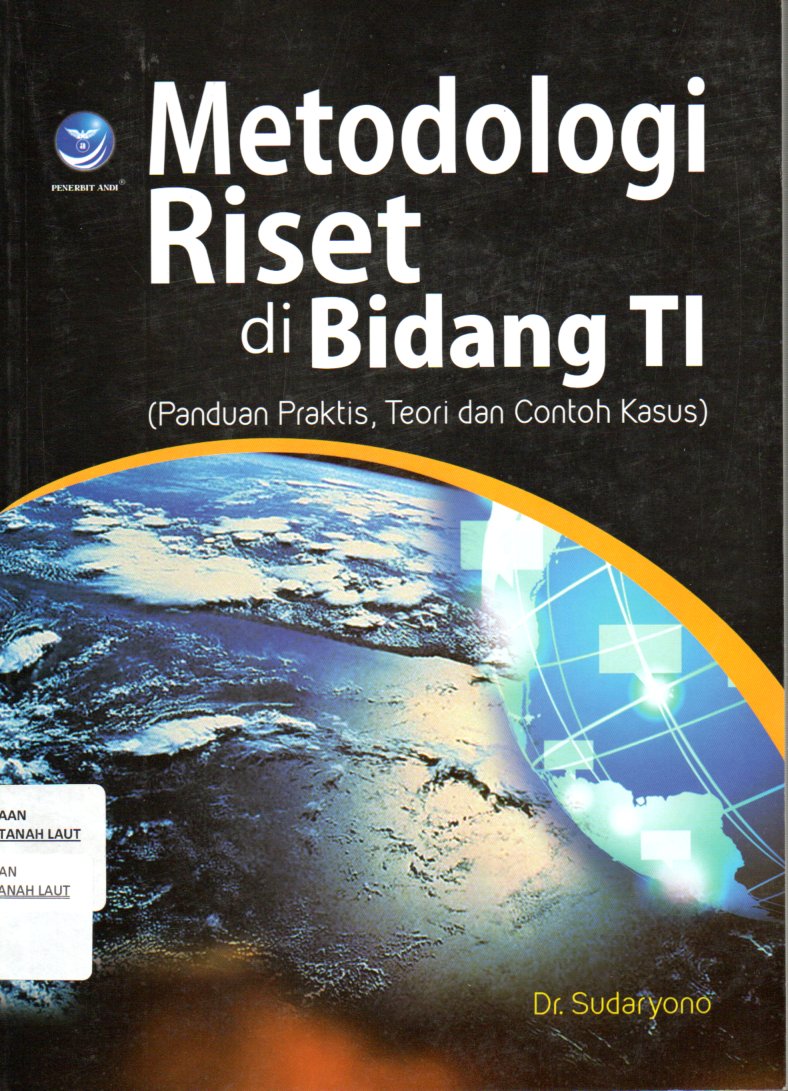 Metodologi
Riset
di Bidang TI
(Panduan Praktis, Teori dan Contoh Kasus)
a
PENERBIT ANDI®
AAN
TANAH LAUT
AN
ANAH LAUT
Dr. Sudaryono